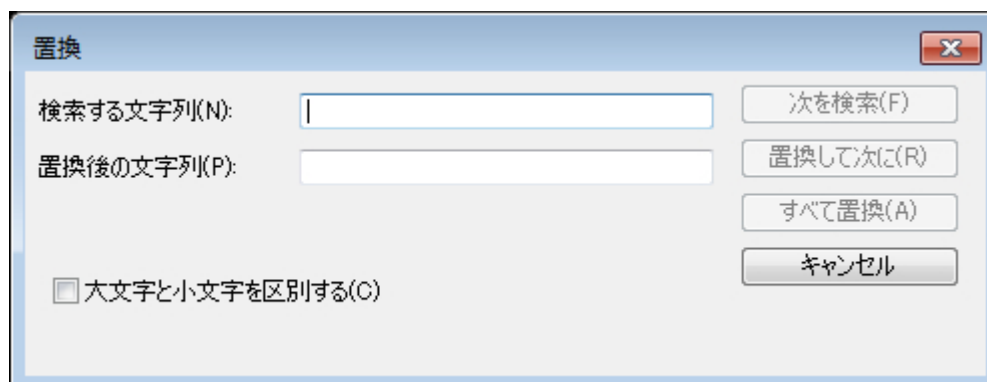 置換
検索する文字列(N):
次を検索(F)
置換後の文字列(P):
置換して次に(R)
すべて置換(A)
キャンセル
大文字と小文字を区別する(C)